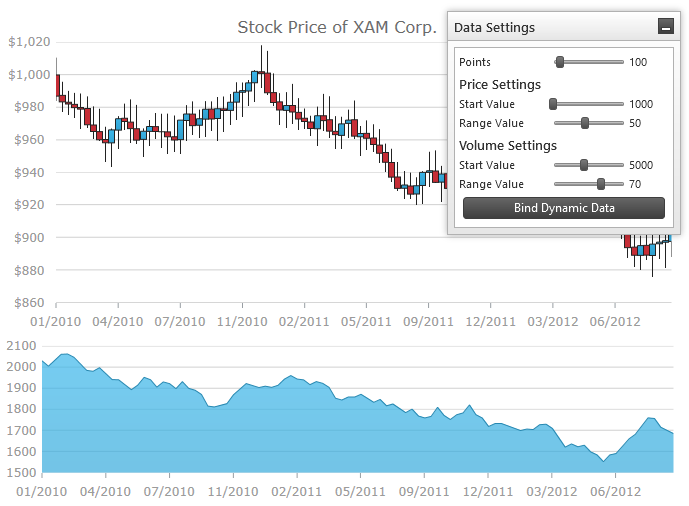 Stock Price of XAM Corp.
$1,020
$1,000
$980
$960
$940
$920
$900
$880
$860
01/2010 04/2010 07/2010 11/2010 02/2011 05/2011 09/2011 12/2011 03/2012 06/2012
Data Settings
Points 100
Price Settings
Start Value 1000
Range Value 50
Volume Settings
Start Value 5000
Range Value 70
Bind Dynamic Data
2100
2000
1900
1800
1700
1600
1500
01/2010 04/2010 07/2010 11/2010 02/2011 05/2011 09/2011 12/2011 03/2012 06/2012